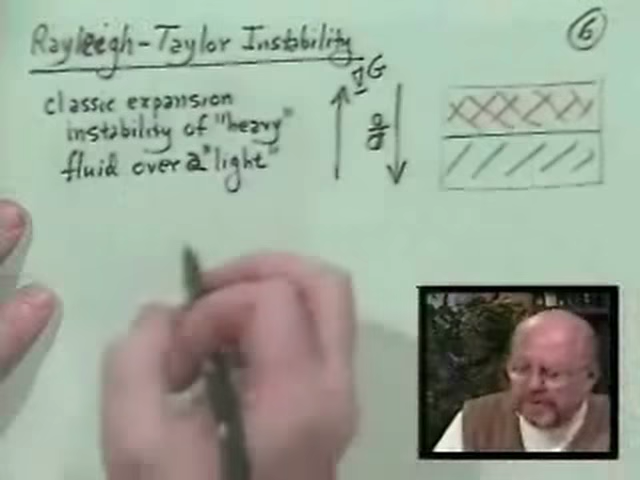 Rayleigh-Taylor Instability
6
classic expansion
instability of "heavy"
fluid over a "light"
g